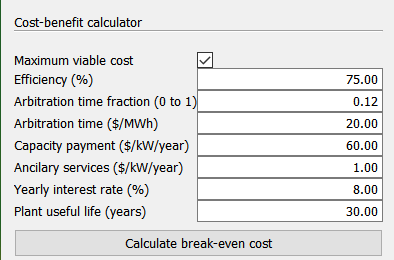 Cost-benefit calculator
Maximum viable cost
Efficiency (%) 75.00
Arbitration time fraction (0 to 1) 0.12
Arbitration time ($/MWh) 20.00
Capacity payment ($/kW/year) 60.00
Ancilary services ($/kW/year) 1.00
Yearly interest rate (%) 8.00
Plant useful life (years) 30.00
Calculate break-even cost